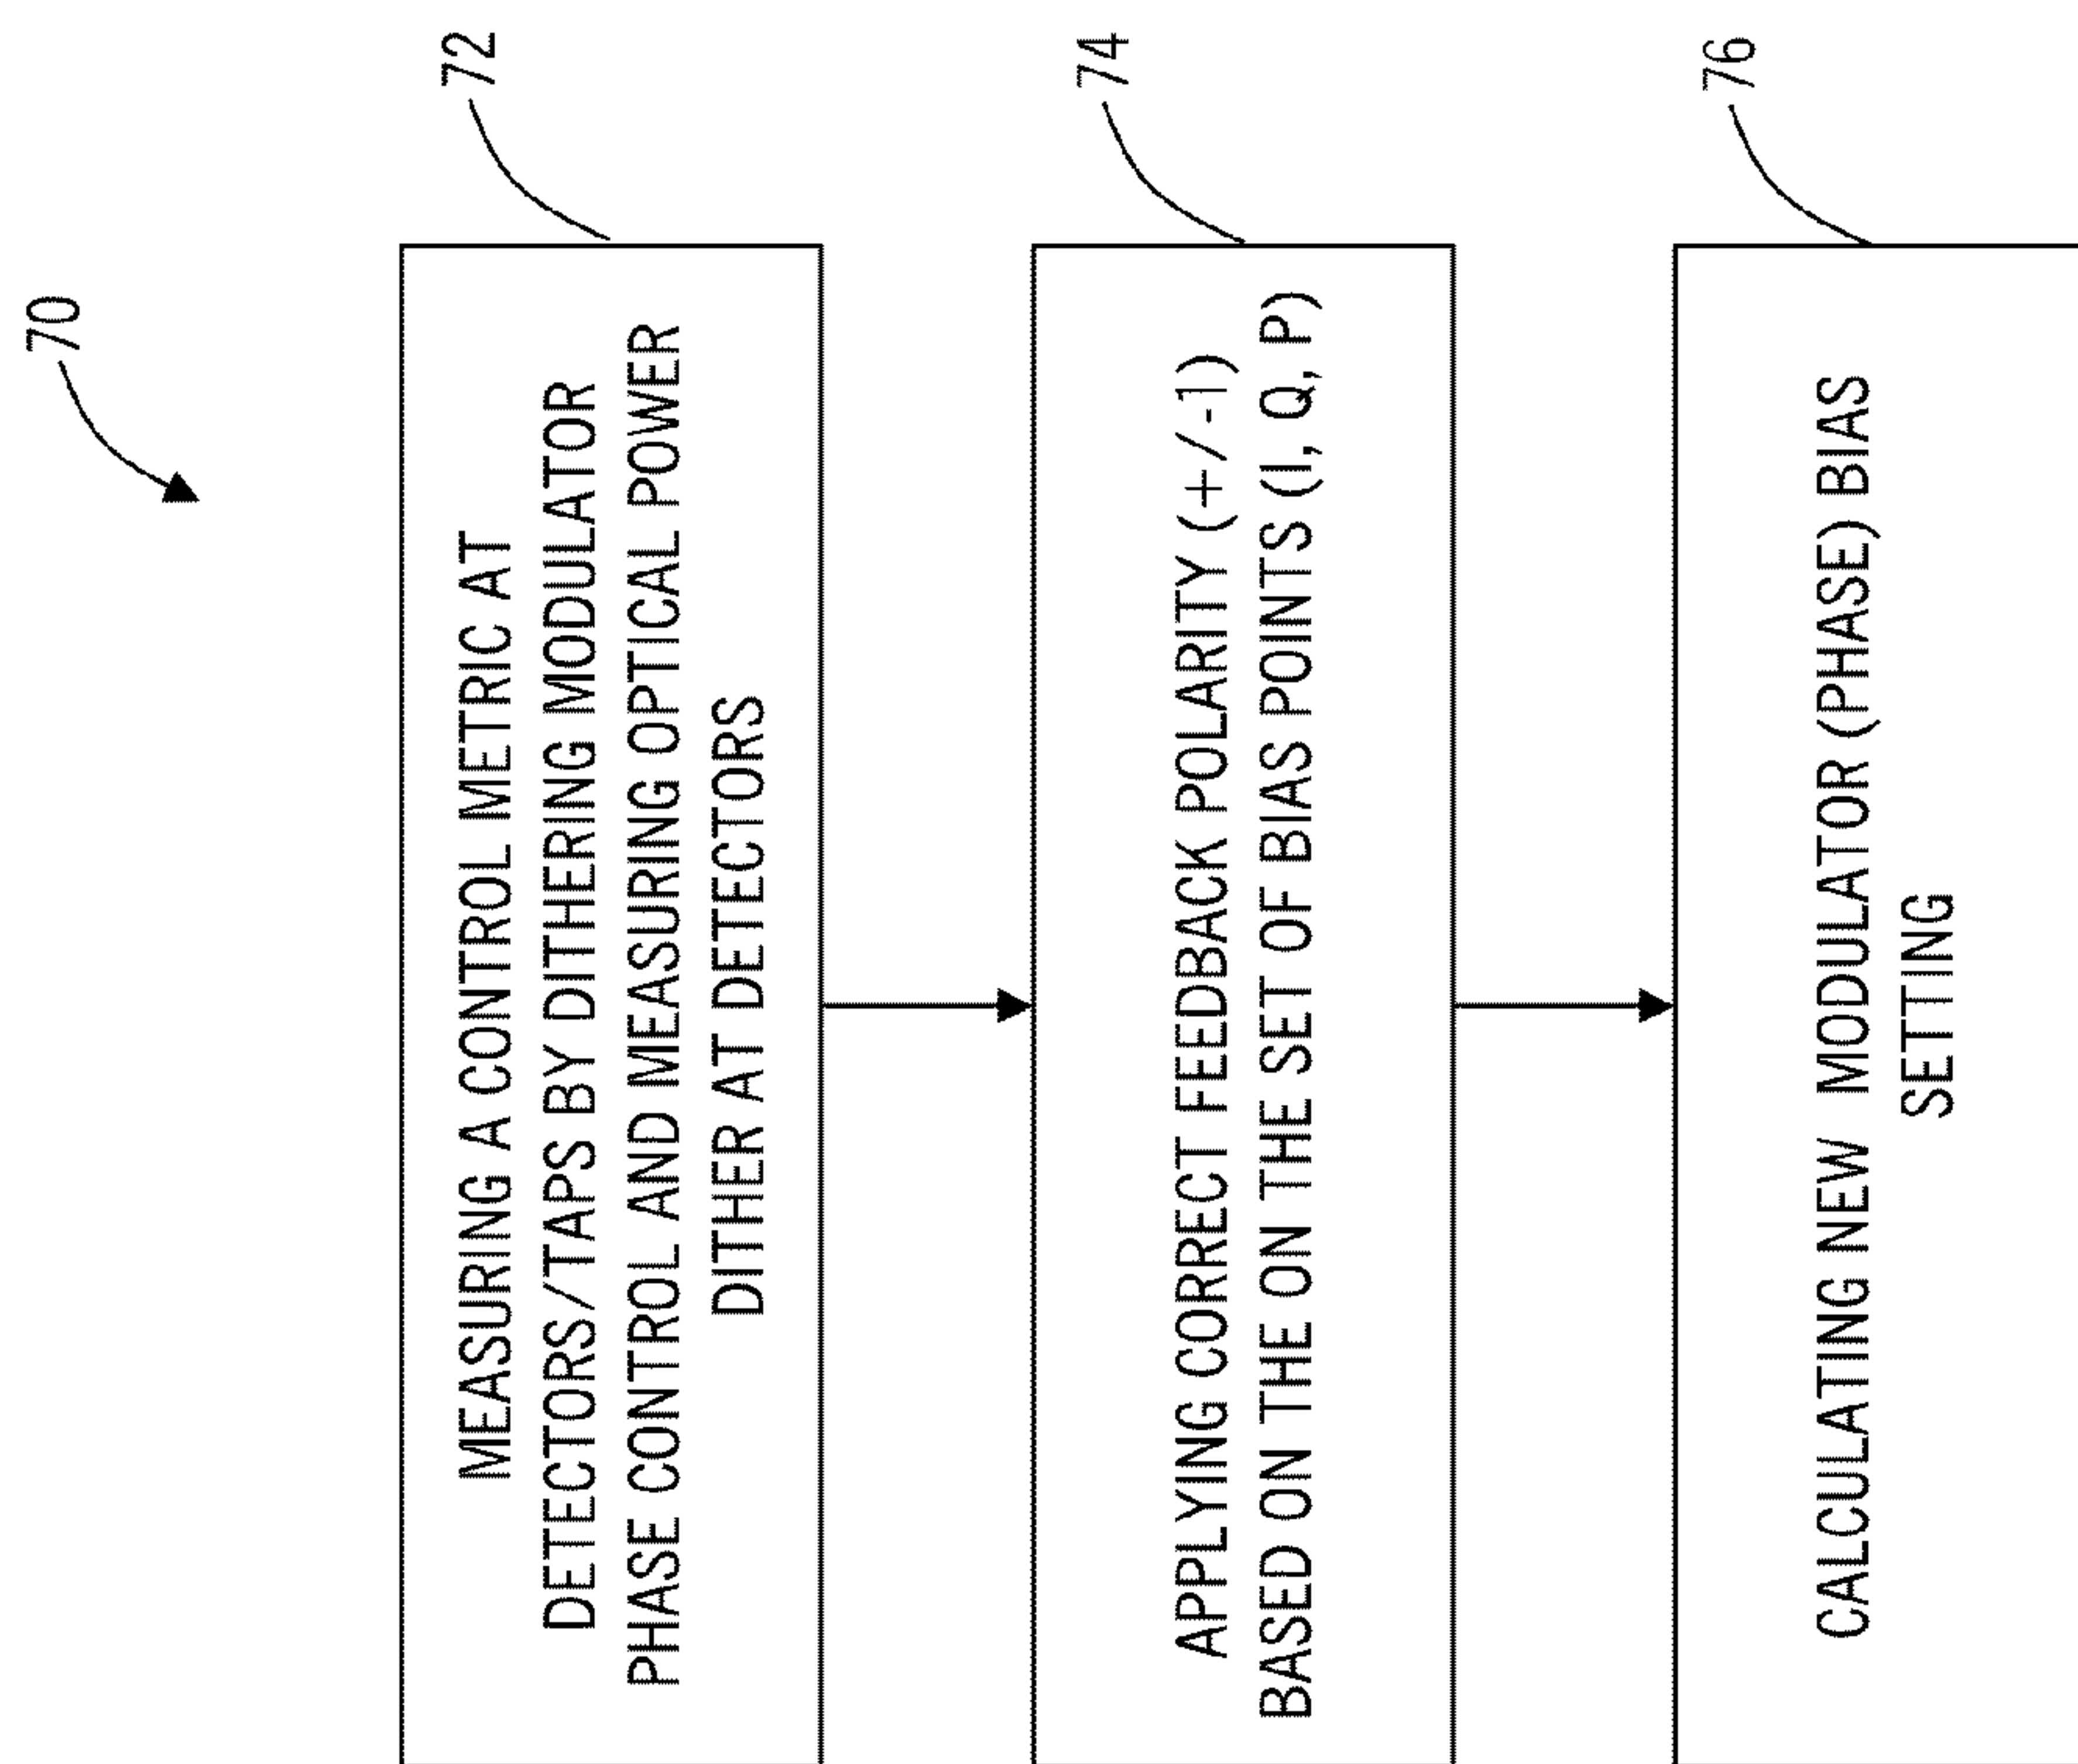 70
72
MEASURING A CONTROL METRIC AT
DETECTORS/TAPS BY DITHERING MODULATOR
PHASE CONTROL AND MEASURING OPTICAL POWER
DITHER AT DETECTORS
74
APPLYING CORRECT FEEDBACK POLARITY (+/-1)
BASED ON THE ON THE SET OF BIAS POINTS (I, Q, P)
76
CALCULATING NEW MODULATOR (PHASE) BIAS
SETTING